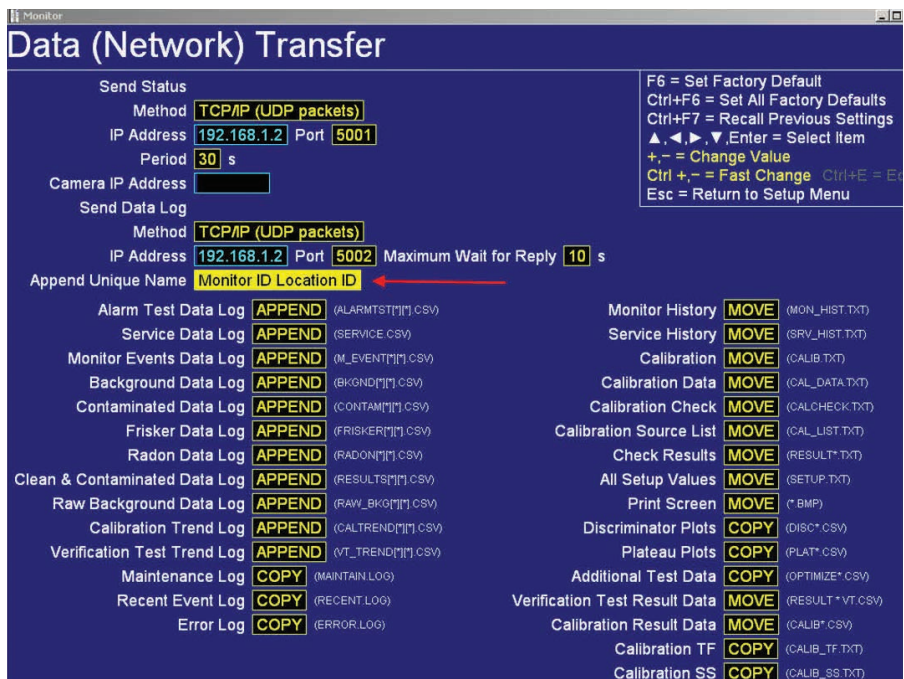 Monitor
Data (Network) Transfer
Send Status
Method TCP/IP (UDP packets)
IP Address 192.168.1.2 Port 5001
Period 30 s
Camera IP Address
Send Data Log
Method TCP/IP (UDP packets)
IP Address 192.168.1.2 Port 5002 Maximum Wait for Reply 10 s
Append Unique Name Monitor ID Location ID
F6 = Set Factory Default
Ctrl+F6 = Set All Factory Defaults
Ctrl+F7 = Recall Previous Settings
▲,◄,►,▼,Enter = Select Item
+,− = Change Value
Ctrl +,− = Fast Change Ctrl+E = Ed
Esc = Return to Setup Menu
Alarm Test Data Log APPEND (ALARMTST[*][*].CSV)
Service Data Log APPEND (SERVICE.CSV)
Monitor Events Data Log APPEND (M_EVENT[*][*].CSV)
Background Data Log APPEND (BKGND[*][*].CSV)
Contaminated Data Log APPEND (CONTAM[*][*].CSV)
Frisker Data Log APPEND (FRISKER[*][*].CSV)
Radon Data Log APPEND (RADON[*][*].CSV)
Clean & Contaminated Data Log APPEND (RESULTS[*][*].CSV)
Raw Background Data Log APPEND (RAW_BKG[*][*].CSV)
Calibration Trend Log APPEND (CALTREND[*][*].CSV)
Verification Test Trend Log APPEND (VT_TREND[*][*].CSV)
Maintenance Log COPY (MAINTAIN.LOG)
Recent Event Log COPY (RECENT.LOG)
Error Log COPY (ERROR.LOG)
Monitor History MOVE (MON_HIST.TXT)
Service History MOVE (SRV_HIST.TXT)
Calibration MOVE (CALIB.TXT)
Calibration Data MOVE (CAL_DATA.TXT)
Calibration Check MOVE (CALCHECK.TXT)
Calibration Source List MOVE (CAL_LIST.TXT)
Check Results MOVE (RESULT*.TXT)
All Setup Values MOVE (SETUP.TXT)
Print Screen MOVE (*.BMP)
Discriminator Plots COPY (DISC*.CSV)
Plateau Plots COPY (PLAT*.CSV)
Additional Test Data COPY (OPTIMIZE*.CSV)
Verification Test Result Data MOVE (RESULT*VT.CSV)
Calibration Result Data MOVE (CALIB*.CSV)
Calibration TF COPY (CALIB_TF.TXT)
Calibration SS COPY (CALIB_SS.TXT)